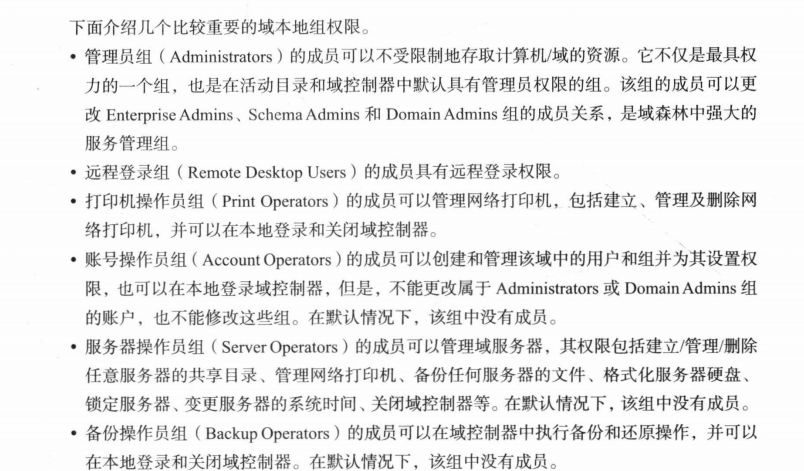 下面介绍几个比较重要的域本地组权限。
• 管理员组（Administrators）的成员可以不受限制地存取计算机/域的资源。它不仅是最具权
力的一个组，也是在活动目录和域控制器中默认具有管理员权限的组。该组的成员可以更
改 Enterprise Admins、Schema Admins 和 Domain Admins 组的成员关系，是域森林中强大的
服务管理组。
• 远程登录组（Remote Desktop Users）的成员具有远程登录权限。
• 打印机操作员组（Print Operators）的成员可以管理网络打印机，包括建立、管理及删除网
络打印机，并可以在本地登录和关闭域控制器。
• 账号操作员组（Account Operators）的成员可以创建和管理该域中的用户和组并为其设置权
限，也可以在本地登录域控制器，但是，不能更改属于 Administrators 或 Domain Admins 组
的账户，也不能修改这些组。在默认情况下，该组中没有成员。
• 服务器操作员组（Server Operators）的成员可以管理域服务器，其权限包括建立/管理/删除
任意服务器的共享目录、管理网络打印机、备份任何服务器的文件、格式化服务器硬盘、
锁定服务器、变更服务器的系统时间、关闭域控制器等。在默认情况下，该组中没有成员。
• 备份操作员组（Backup Operators）的成员可以在域控制器中执行备份和还原操作，并可以
在本地登录和关闭域控制器。在默认情况下，该组中没有成员。